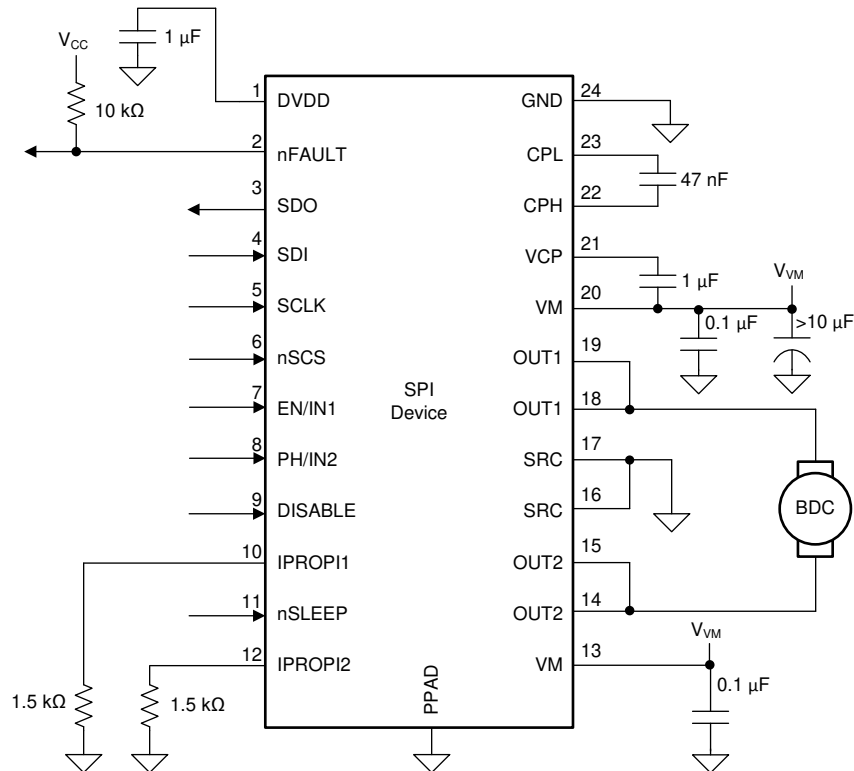 1 µF
V_CC
10 kΩ
1 DVDD
2 nFAULT
3 SDO
4 SDI
5 SCLK
6 nSCS
7 EN/IN1
8 PH/IN2
9 DISABLE
10 IPROPI1
11 nSLEEP
12 IPROPI2
1.5 kΩ
1.5 kΩ
SPI
Device
PPAD
GND 24
CPL 23
47 nF
CPH 22
VCP 21
1 µF
V_VM
VM 20
0.1 µF
>10 µF
OUT1 19
OUT1 18
SRC 17
SRC 16
BDC
OUT2 15
OUT2 14
V_VM
VM 13
0.1 µF